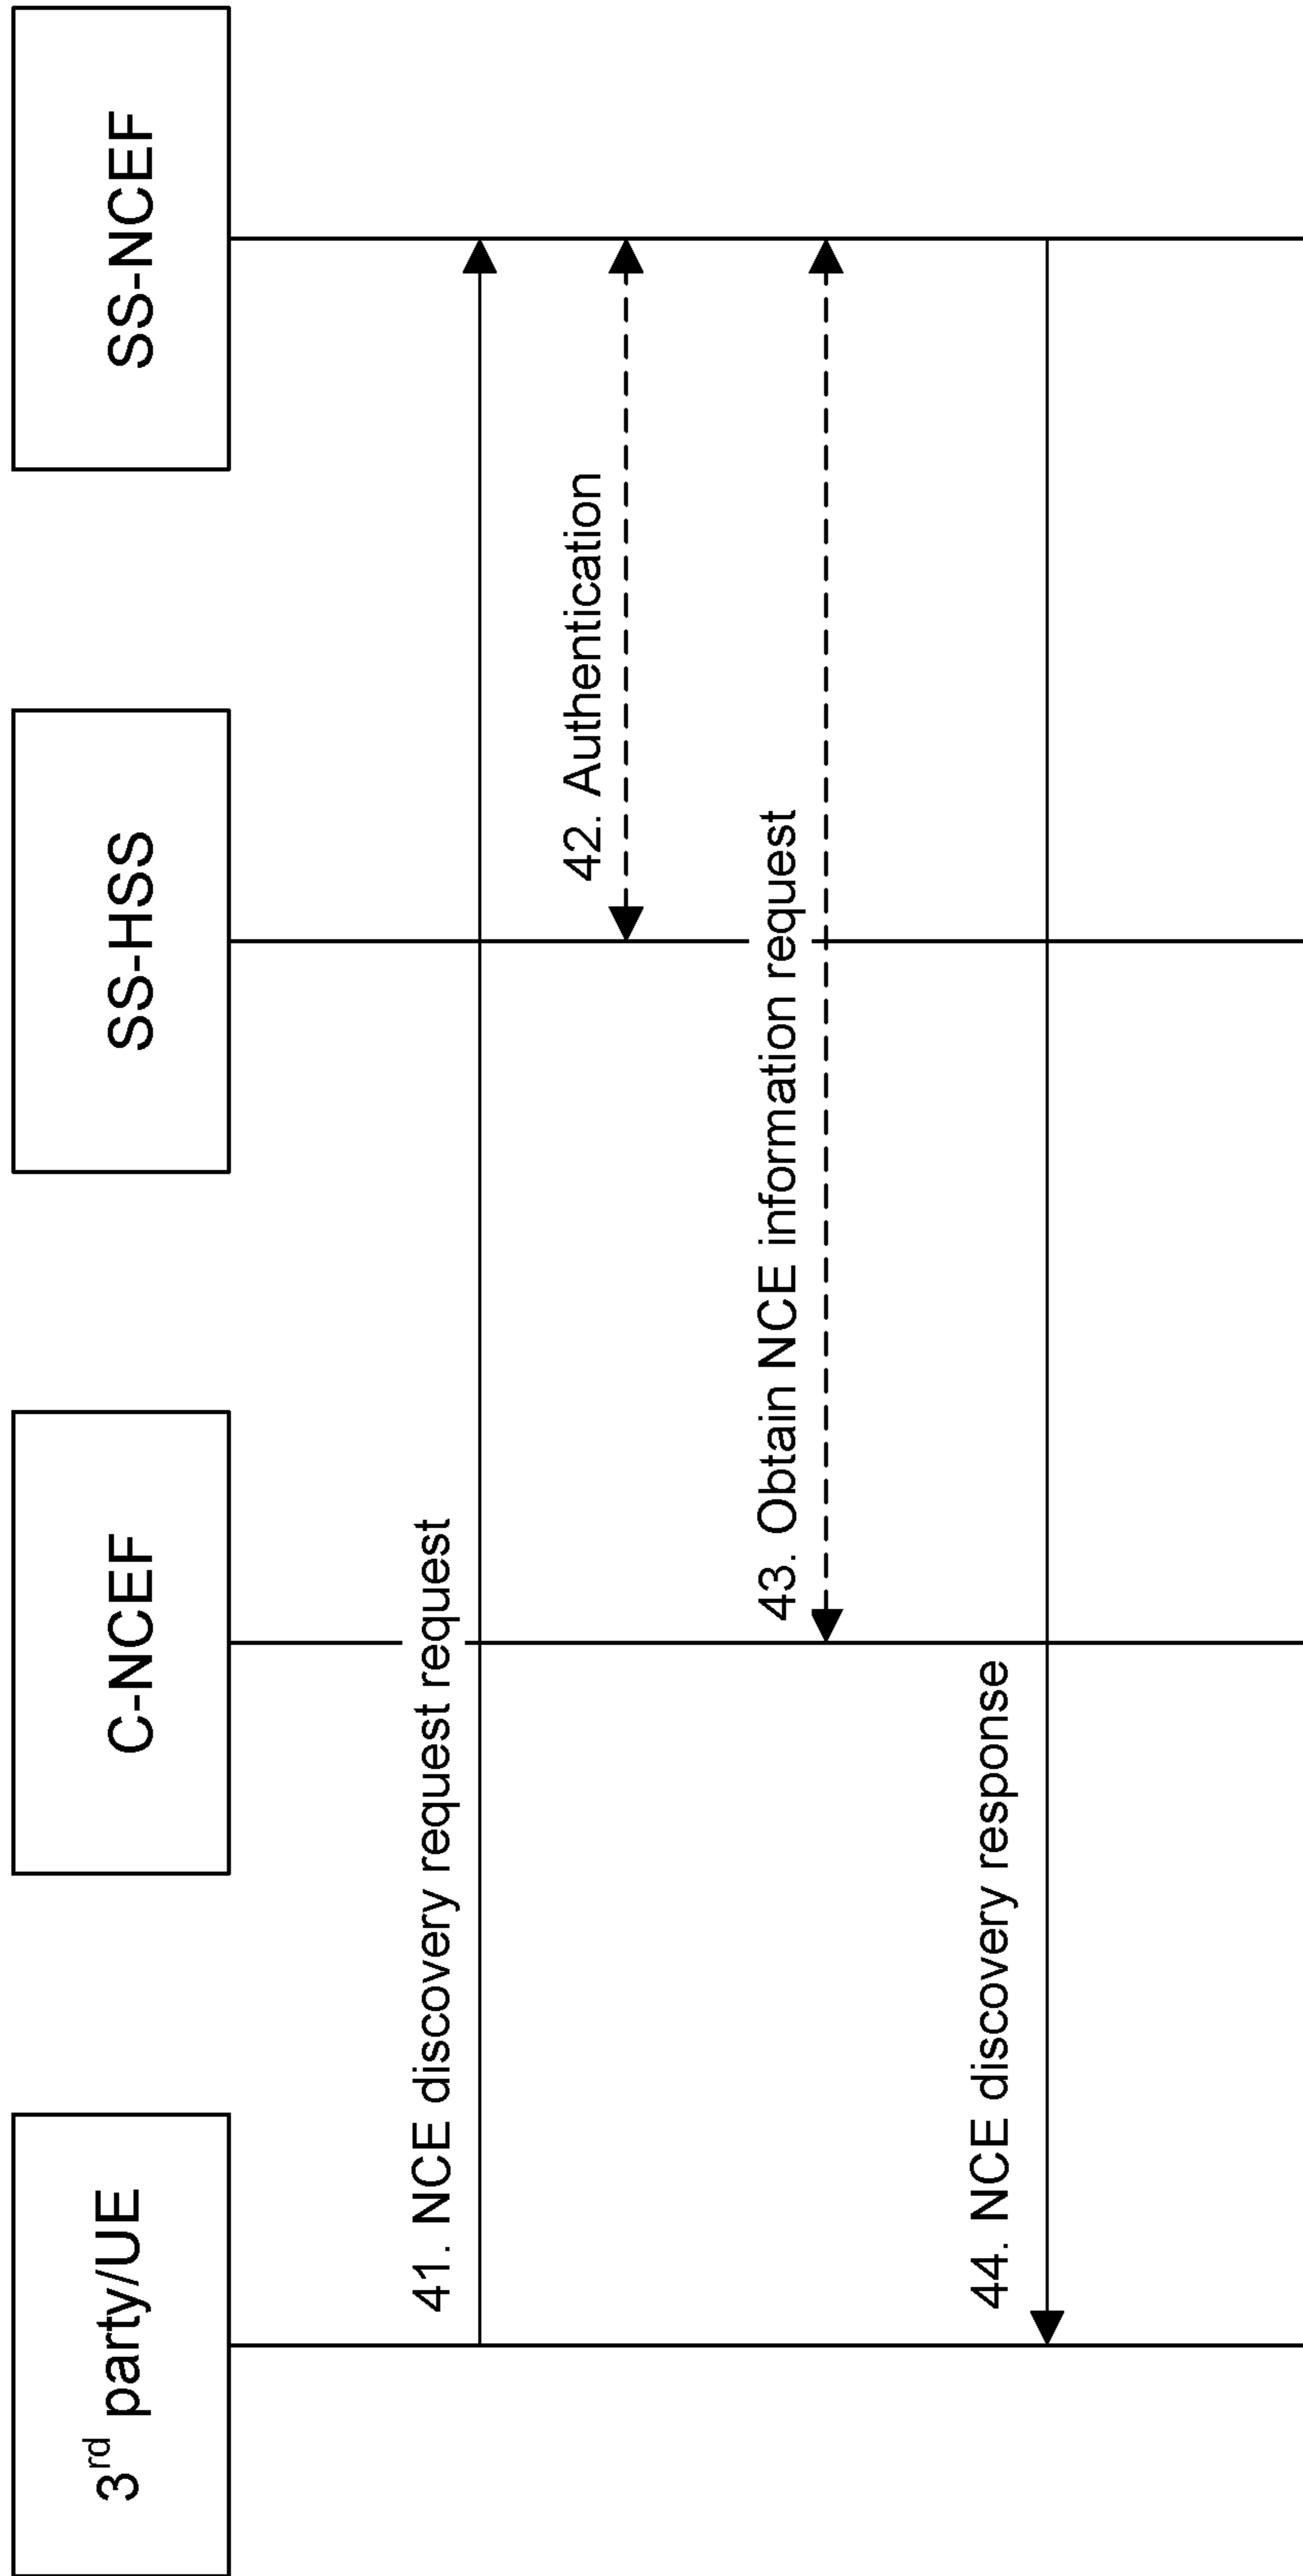 3rd party/UE
C-NCEF
SS-HSS
SS-NCEF
41. NCE discovery request request
42. Authentication
43. Obtain NCE information request
44. NCE discovery response